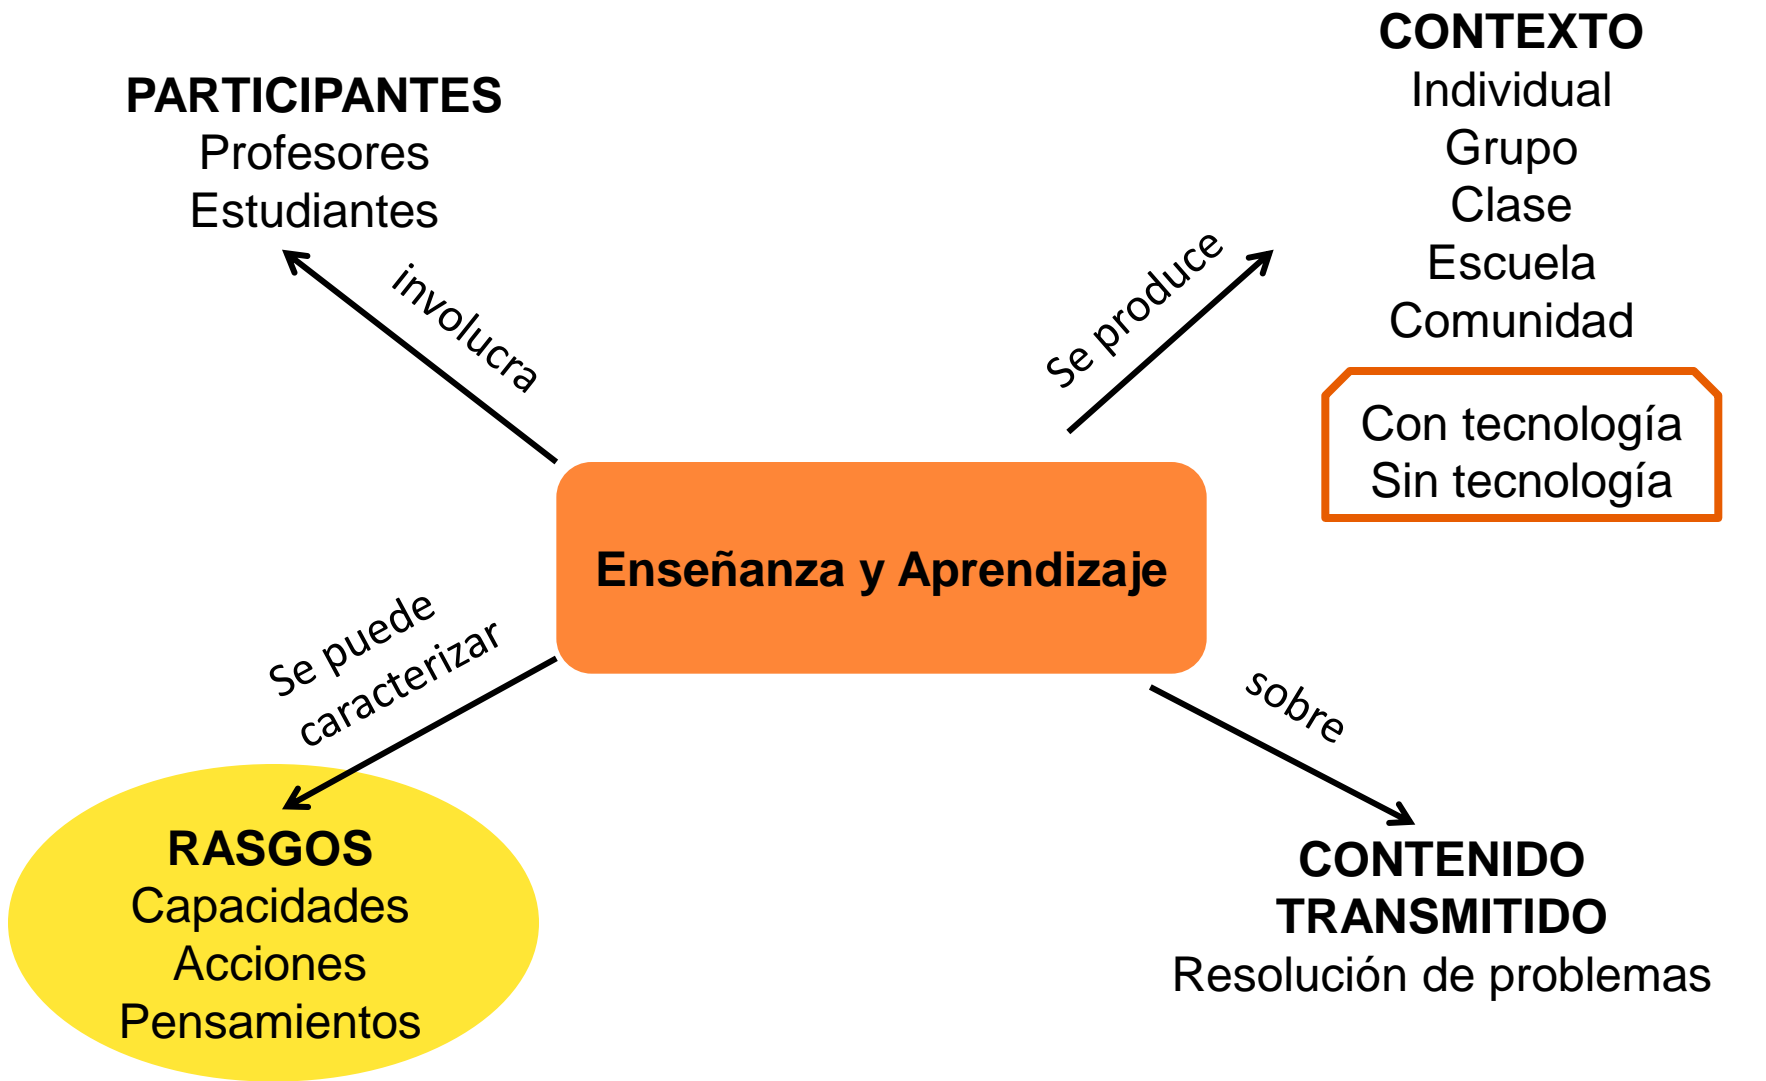 PARTICIPANTES
Profesores
Estudiantes
involucra
CONTEXTO
Individual
Grupo
Clase
Escuela
Comunidad
Con tecnología
Sin tecnología
Se produce
Enseñanza y Aprendizaje
Se puede
caracterizar
RASGOS
Capacidades
Acciones
Pensamientos
sobre
CONTENIDO
TRANSMITIDO
Resolución de problemas